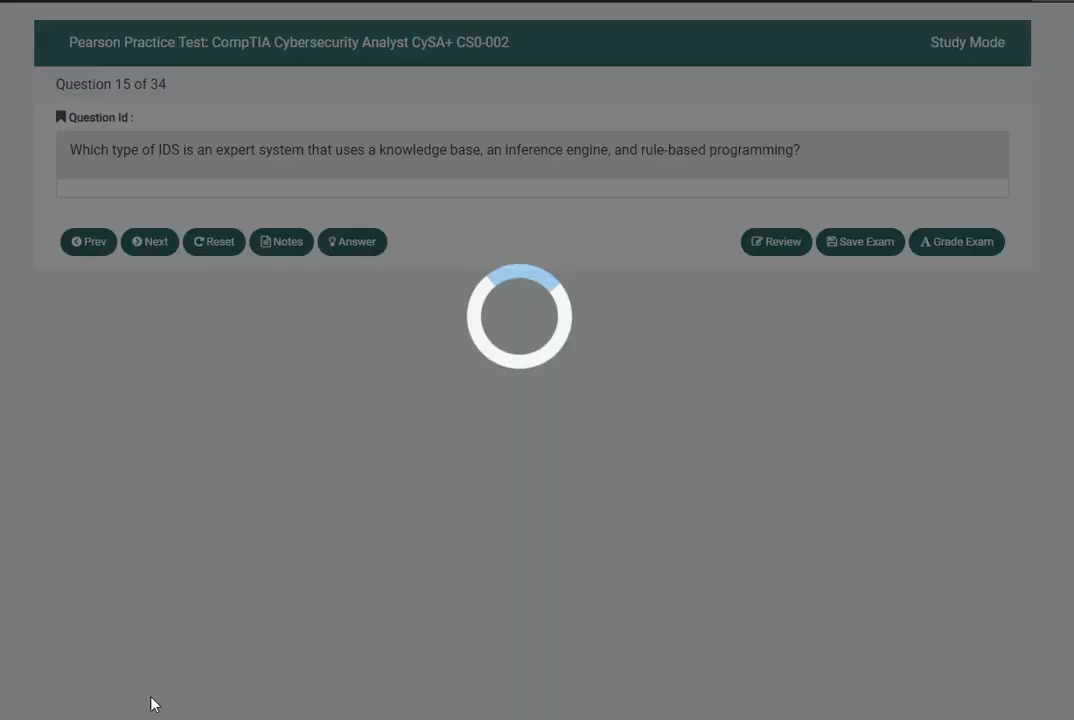 Pearson Practice Test: CompTIA Cybersecurity Analyst CySA+ CS0-002 Study Mode
Question 15 of 34
Question Id :
Which type of IDS is an expert system that uses a knowledge base, an inference engine, and rule-based programming?
Prev Next Reset Notes Answer Review Save Exam Grade Exam